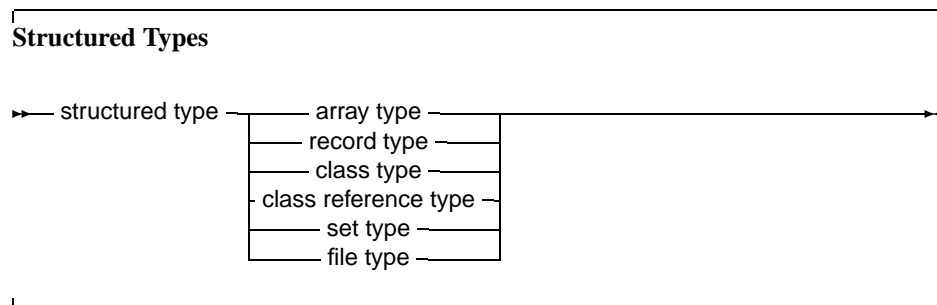 Structured Types
structured type array type
record type
class type
class reference type
set type
file type